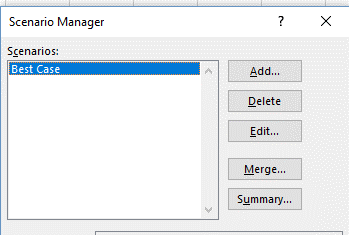 Scenario Manager
Scenarios:
Best Case
Add...
Delete
Edit...
Merge...
Summary...